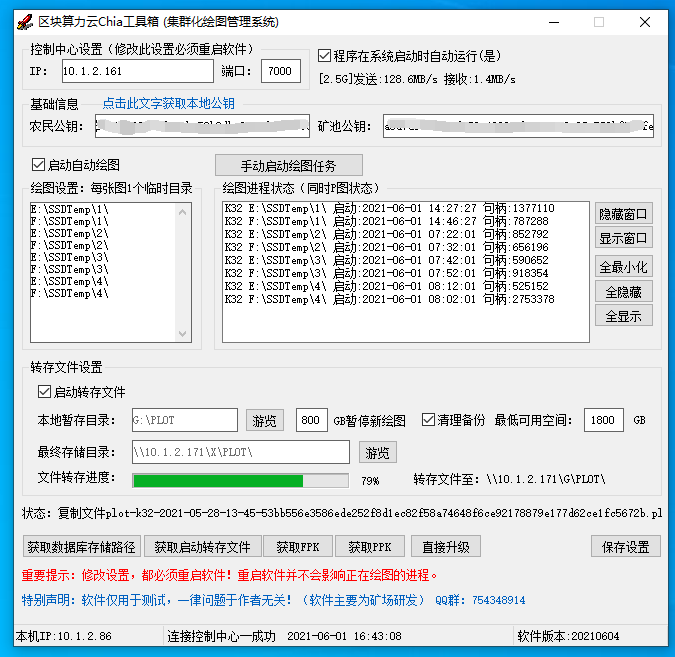 区块算力云Chia工具箱 (集群化绘图管理系统)
控制中心设置（修改此设置必须重启软件）
IP: 10.1.2.161 端口: 7000
程序在系统启动时自动运行(是)
[2.5G]发送:128.6MB/s 接收:1.4MB/s
基础信息 点击此文字获取本地公钥
农民公钥: 矿池公钥:
启动自动绘图 手动启动绘图任务
绘图设置: 每张图1个临时目录
E:\SSDTemp\1\
F:\SSDTemp\1\
E:\SSDTemp\2\
F:\SSDTemp\2\
E:\SSDTemp\3\
F:\SSDTemp\3\
E:\SSDTemp\4\
F:\SSDTemp\4\
绘图进程状态（同时P图状态）
K32 E:\SSDTemp\1\ 启动:2021-06-01 14:27:27 句柄:1377110
K32 F:\SSDTemp\1\ 启动:2021-06-01 14:46:27 句柄:787288
K32 E:\SSDTemp\2\ 启动:2021-06-01 07:22:01 句柄:852792
K32 F:\SSDTemp\2\ 启动:2021-06-01 07:32:01 句柄:656196
K32 E:\SSDTemp\3\ 启动:2021-06-01 07:42:01 句柄:590652
K32 F:\SSDTemp\3\ 启动:2021-06-01 07:52:01 句柄:918354
K32 E:\SSDTemp\4\ 启动:2021-06-01 08:12:01 句柄:525152
K32 F:\SSDTemp\4\ 启动:2021-06-01 08:02:01 句柄:2753378
隐藏窗口
显示窗口
全最小化
全隐藏
全显示
转存文件设置
启动转存文件
本地暂存目录: G:\PLOT 游览 800 GB暂停新绘图 清理备份 最低可用空间: 1800 GB
最终存储目录: \\10.1.2.171\X\PLOT\ 游览
文件转存进度: 79% 转存文件至: \\10.1.2.171\G\PLOT\
状态: 复制文件plot-k32-2021-05-28-13-45-53bb556e3586ede252f8d1ec82f58a74648f6ce92178879e177d62ce1fc5672b.pl
获取数据库存储路径 获取启动转存文件 获取FPK 获取PPK 直接升级 保存设置
重要提示: 修改设置，都必须重启软件！重启软件并不会影响正在绘图的进程。
特别声明: 软件仅用于测试，一律问题于作者无关！（软件主要为矿场研发） QQ群: 754348914
本机IP:10.1.2.86 连接控制中心—成功 2021-06-01 16:43:08 软件版本:20210604